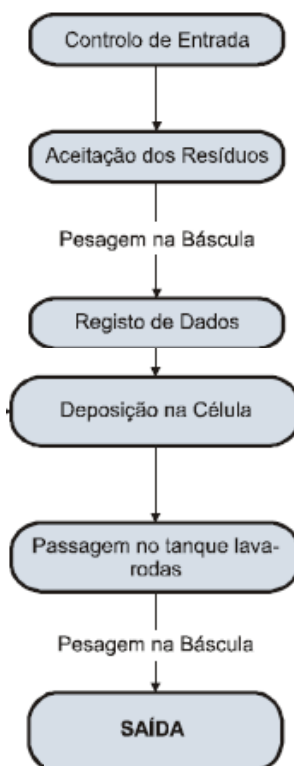 Controlo de Entrada
Aceitação dos Resíduos
Pesagem na Báscula
Registo de Dados
Deposição na Célula
Passagem no tanque lava-
rodas
Pesagem na Báscula
SAÍDA